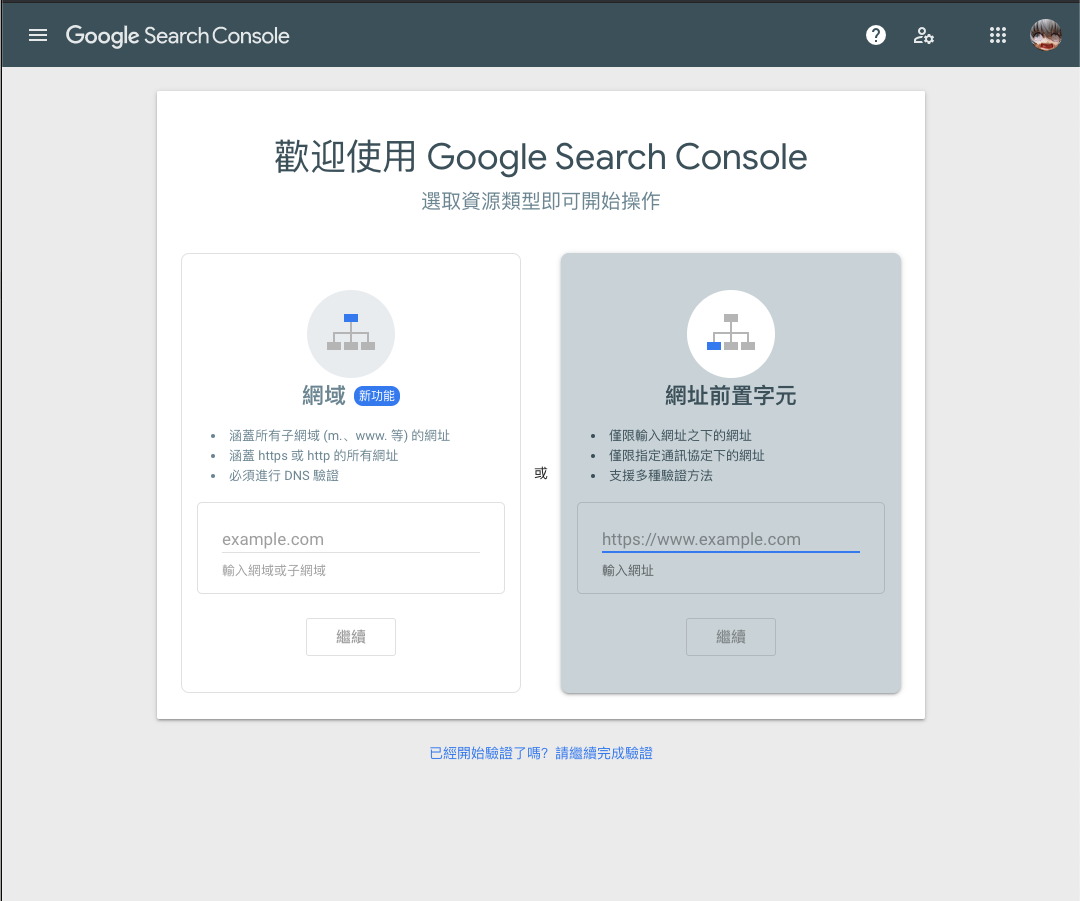 Google Search Console
歡迎使用 Google Search Console
選取資源類型即可開始操作
網域 新功能
涵蓋所有子網域 (m.、www. 等) 的網址
涵蓋 https 或 http 的所有網址
必須進行 DNS 驗證
example.com
輸入網域或子網域
繼續
或
網址前置字元
僅限輸入網址之下的網址
僅限指定通訊協定下的網址
支援多種驗證方法
https://www.example.com
輸入網址
繼續
已經開始驗證了嗎？請繼續完成驗證